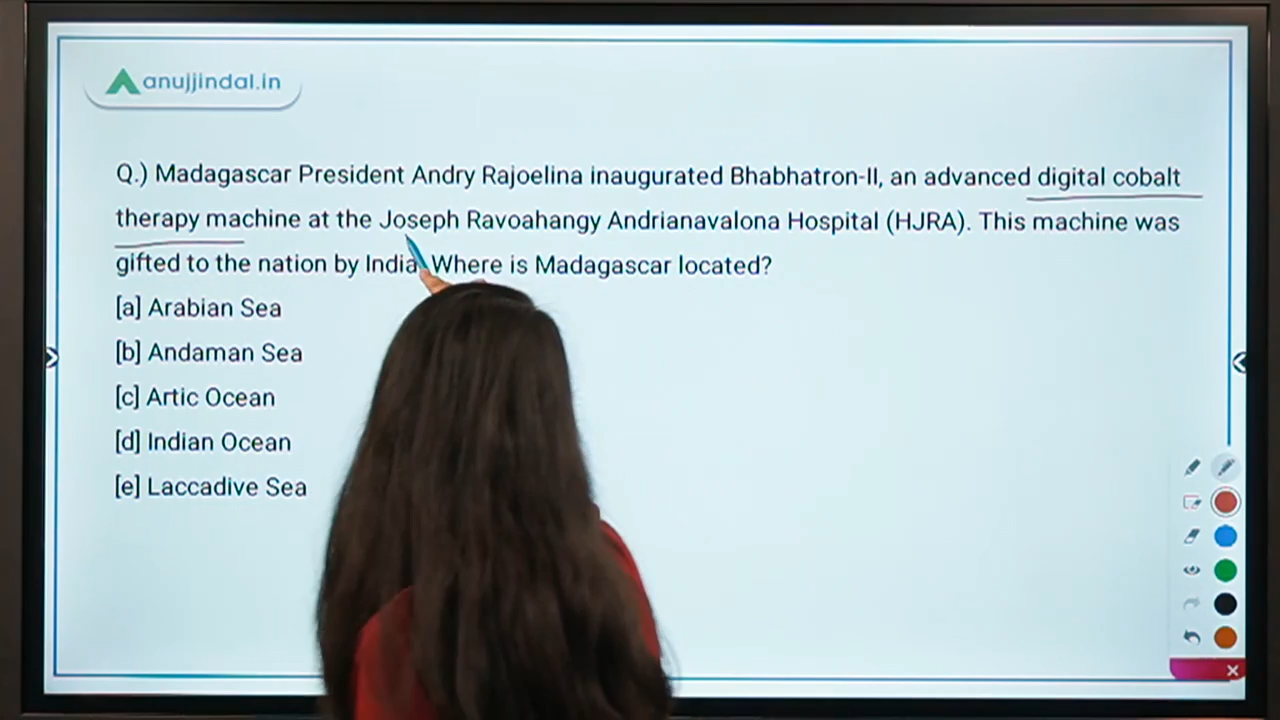 anujjindal.in
Q.) Madagascar President Andry Rajoelina inaugurated Bhabhatron-II, an advanced digital cobalt
therapy machine at the Joseph Ravoahangy Andrianavalona Hospital (HJRA). This machine was
gifted to the nation by India. Where is Madagascar located?
[a] Arabian Sea
[b] Andaman Sea
[c] Artic Ocean
[d] Indian Ocean
[e] Laccadive Sea